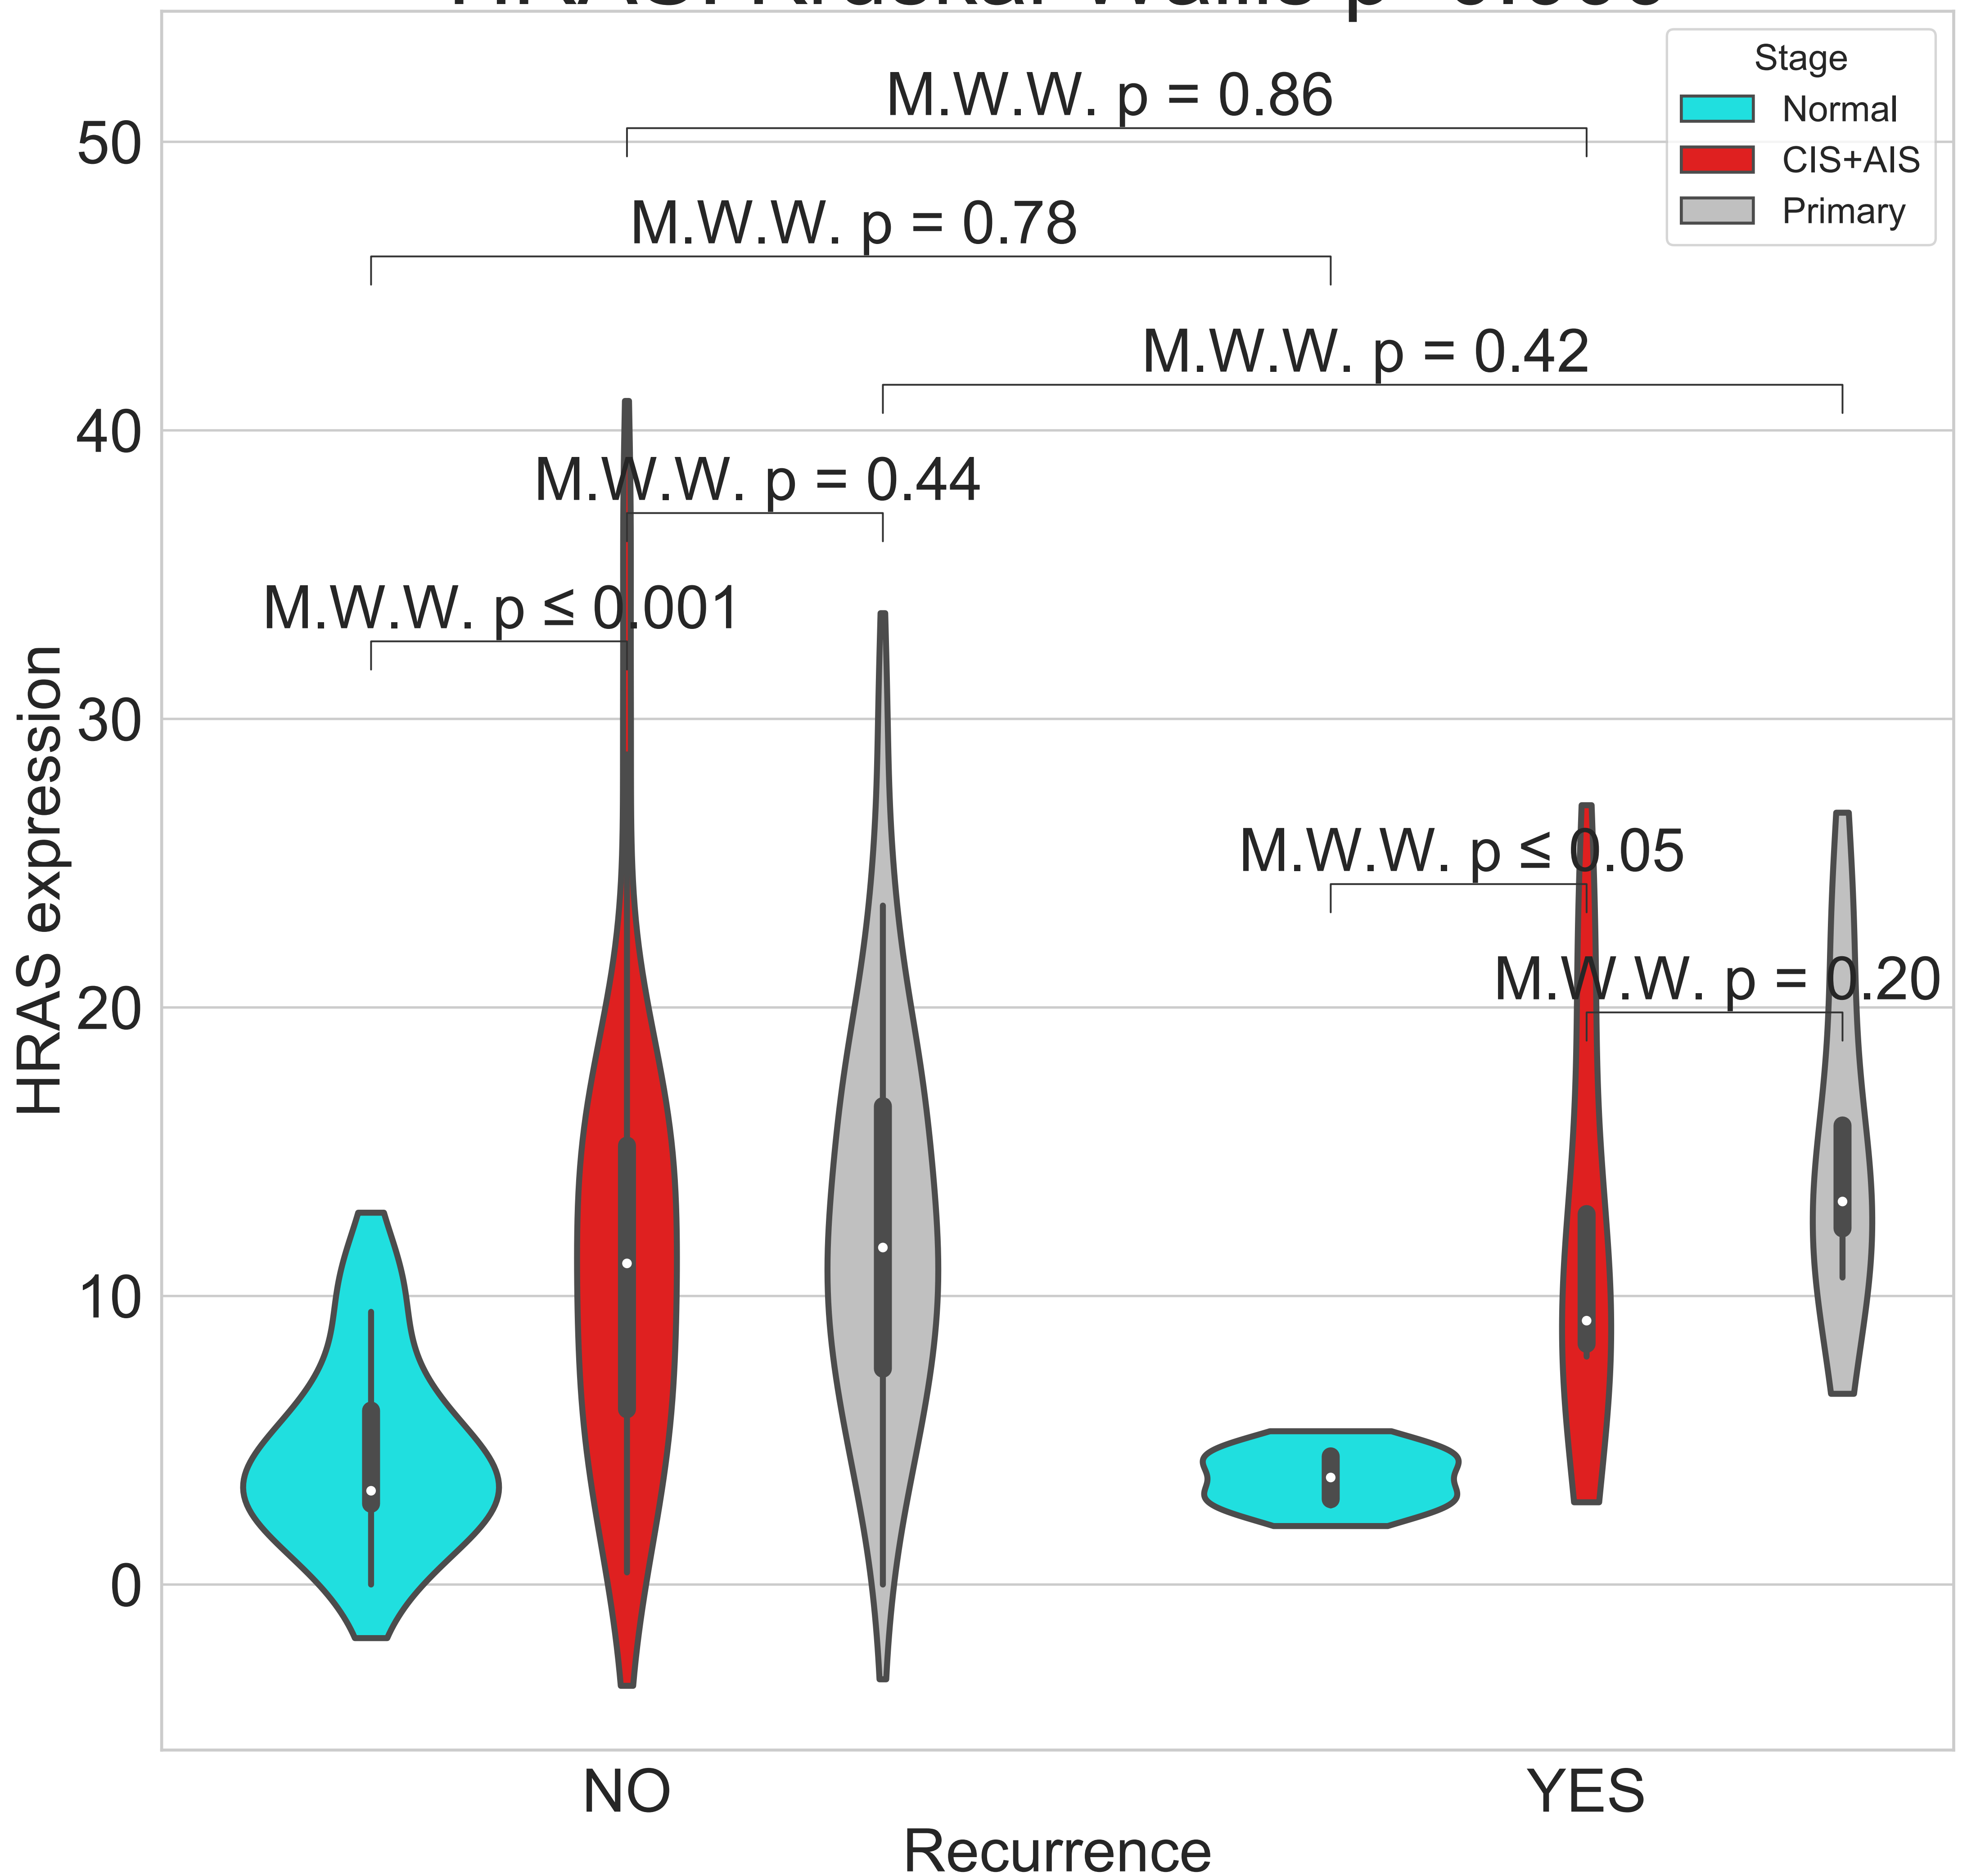 Stage
Normal
CIS+AIS
Primary
M.W.W. p = 0.86
50
M.W.W. p = 0.78
M.W.W. p = 0.42
40
M.W.W. p = 0.44
M.W.W. p ≤ 0.001
30
M.W.W. p ≤ 0.05
M.W.W. p = 0.20
20
10
0
HRAS expression
NO
YES
Recurrence